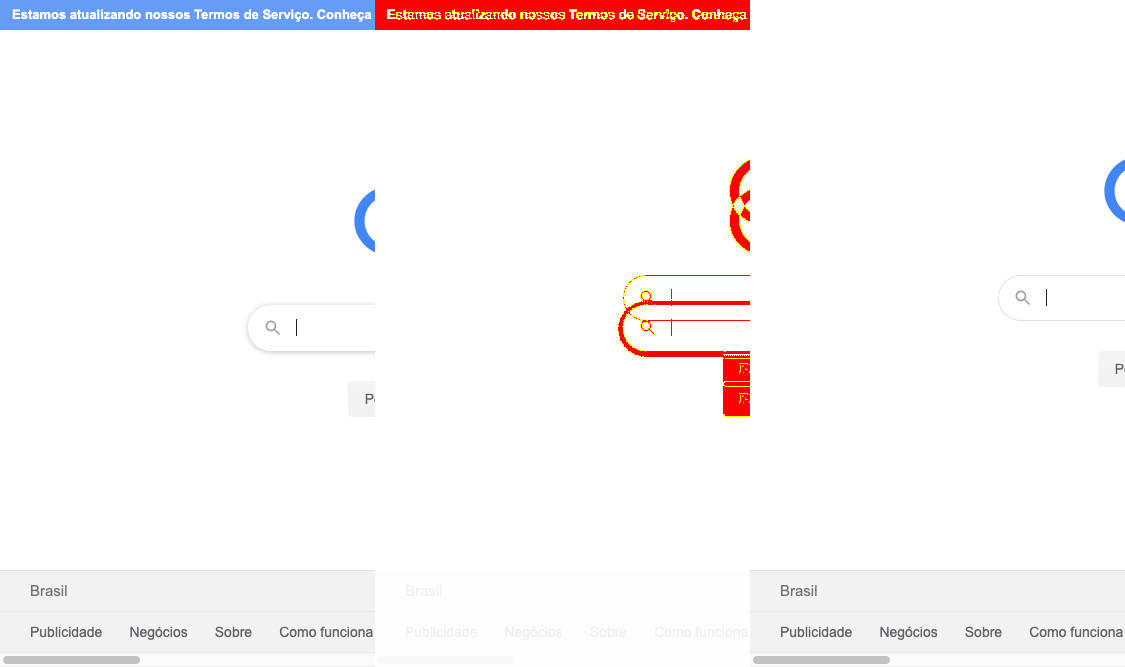 Estamos atualizando nossos Termos de Serviço. Conheça
Estamos atualizando nossos Termos de Serviço. Conheça
Brasil
Publicidade Negócios Sobre Como funciona
Brasil
Publicidade Negócios Sobre Como funciona
Brasil
Publicidade Negócios Sobre Como funciona